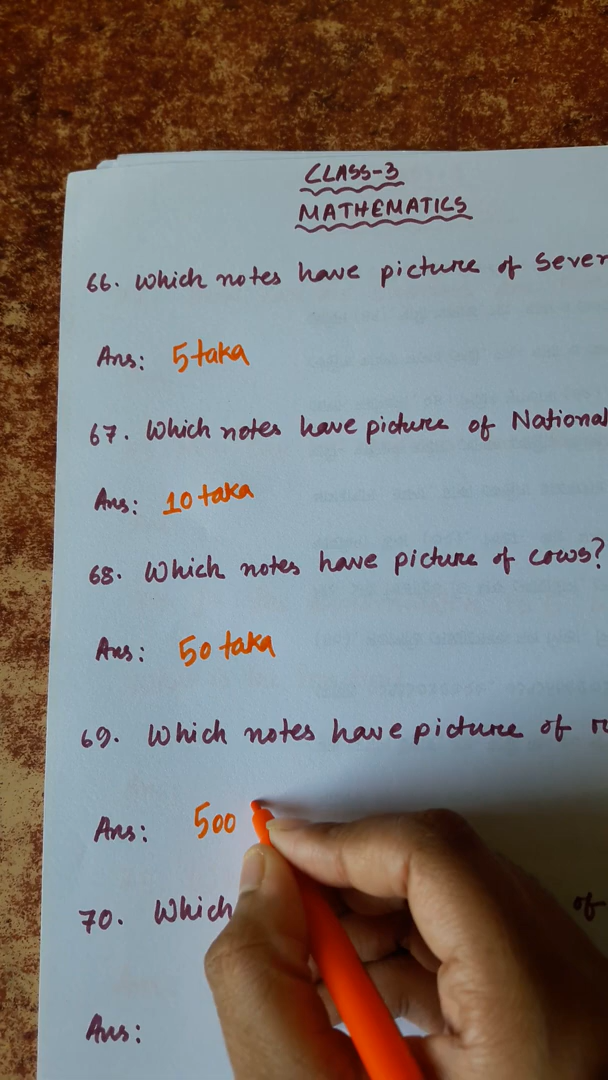 CLASS-3
MATHEMATICS
66. Which notes have picture of
Ans: 5 taka
67. Which notes have picture of National
Ans: 10 taka
68. Which notes have picture of cows?
Ans: 50 taka
69. Which notes have picture of
Ans: 500
70. Which of
Ans: